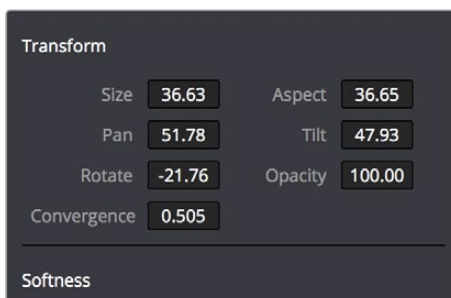 Transform
Size 36.63 Aspect 36.65
Pan 51.78 Tilt 47.93
Rotate -21.76 Opacity 100.00
Convergence 0.505
Softness